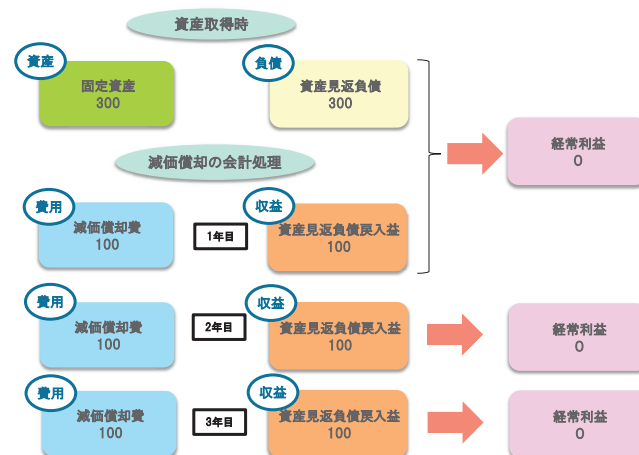 資産取得時
資産
固定資産
300
負債
資産見返負債
300
経常利益
0
減価償却の会計処理
費用
減価償却費
100
1年目
収益
資産見返負債戻入益
100
費用
減価償却費
100
2年目
収益
資産見返負債戻入益
100
経常利益
0
費用
減価償却費
100
3年目
収益
資産見返負債戻入益
100
経常利益
0